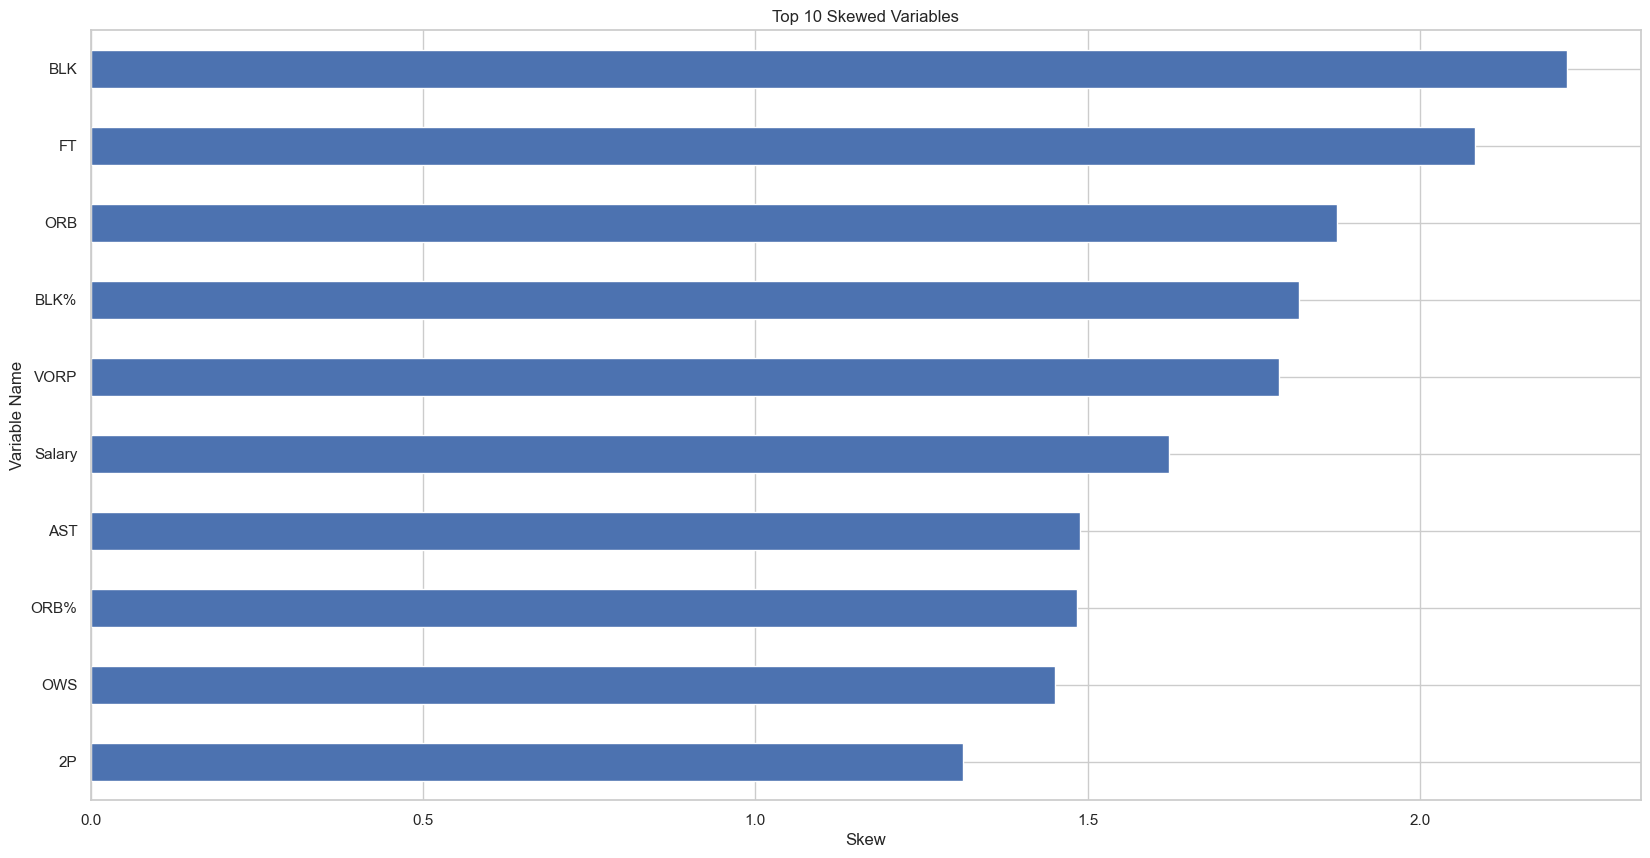 Top 10 Skewed Variables
Variable Name
BLK
FT
ORB
BLK%
VORP
Salary
AST
ORB%
OWS
2P
0.0 0.5 1.0 1.5 2.0
Skew